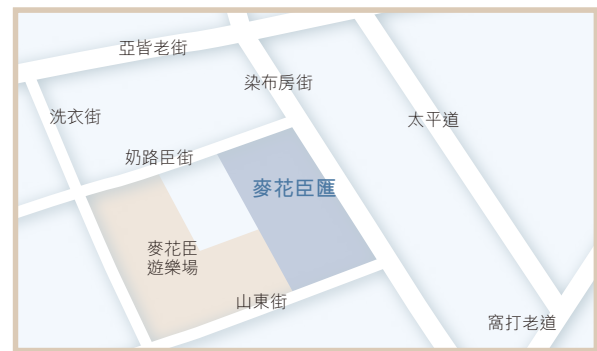 亞皆老街
染布房街
洗衣街
太平道
奶路臣街
麥花臣匯
麥花臣
遊樂場
山東街
窩打老道